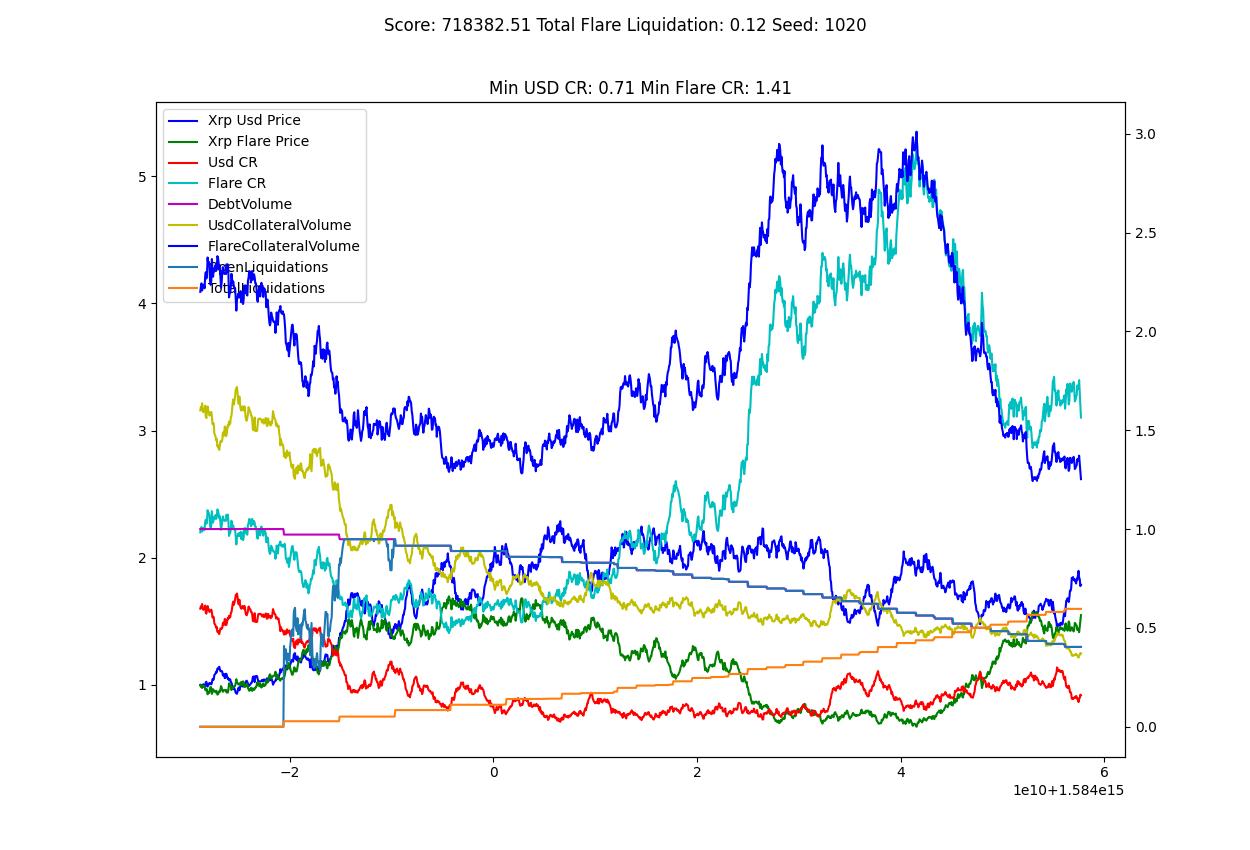 Score: 718382.51 Total Flare Liquidation: 0.12 Seed: 1020
Min USD CR: 0.71 Min Flare CR: 1.41
Xrp Usd Price
Xrp Flare Price
Usd CR
Flare CR
DebtVolume
UsdCollateralVolume
FlareCollateralVolume
OpenLiquidations
TotalLiquidations
5
4
3
2
1
3.0
2.5
2.0
1.5
1.0
0.5
0.0
−2 0 2 4 6
1e10+1.584e15